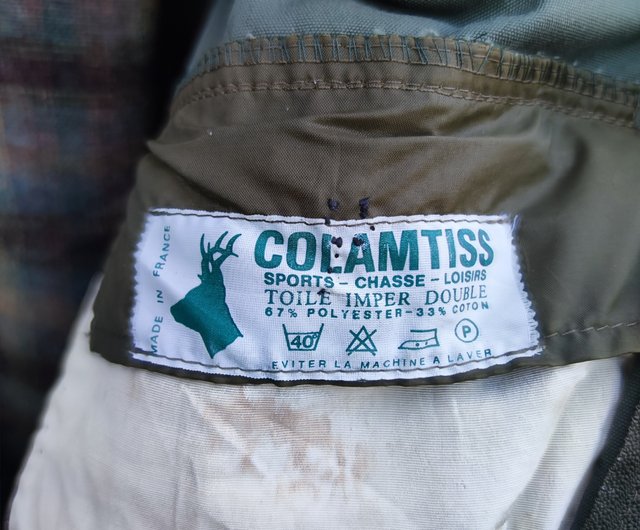 MADE IN FRANCE
COLAMTISS
SPORTS - CHASSE - LOISIRS
TOILE IMPER DOUBLE
67% POLYESTER - 33% COTON
40° P
EVITER LA MACHINE A LAVER